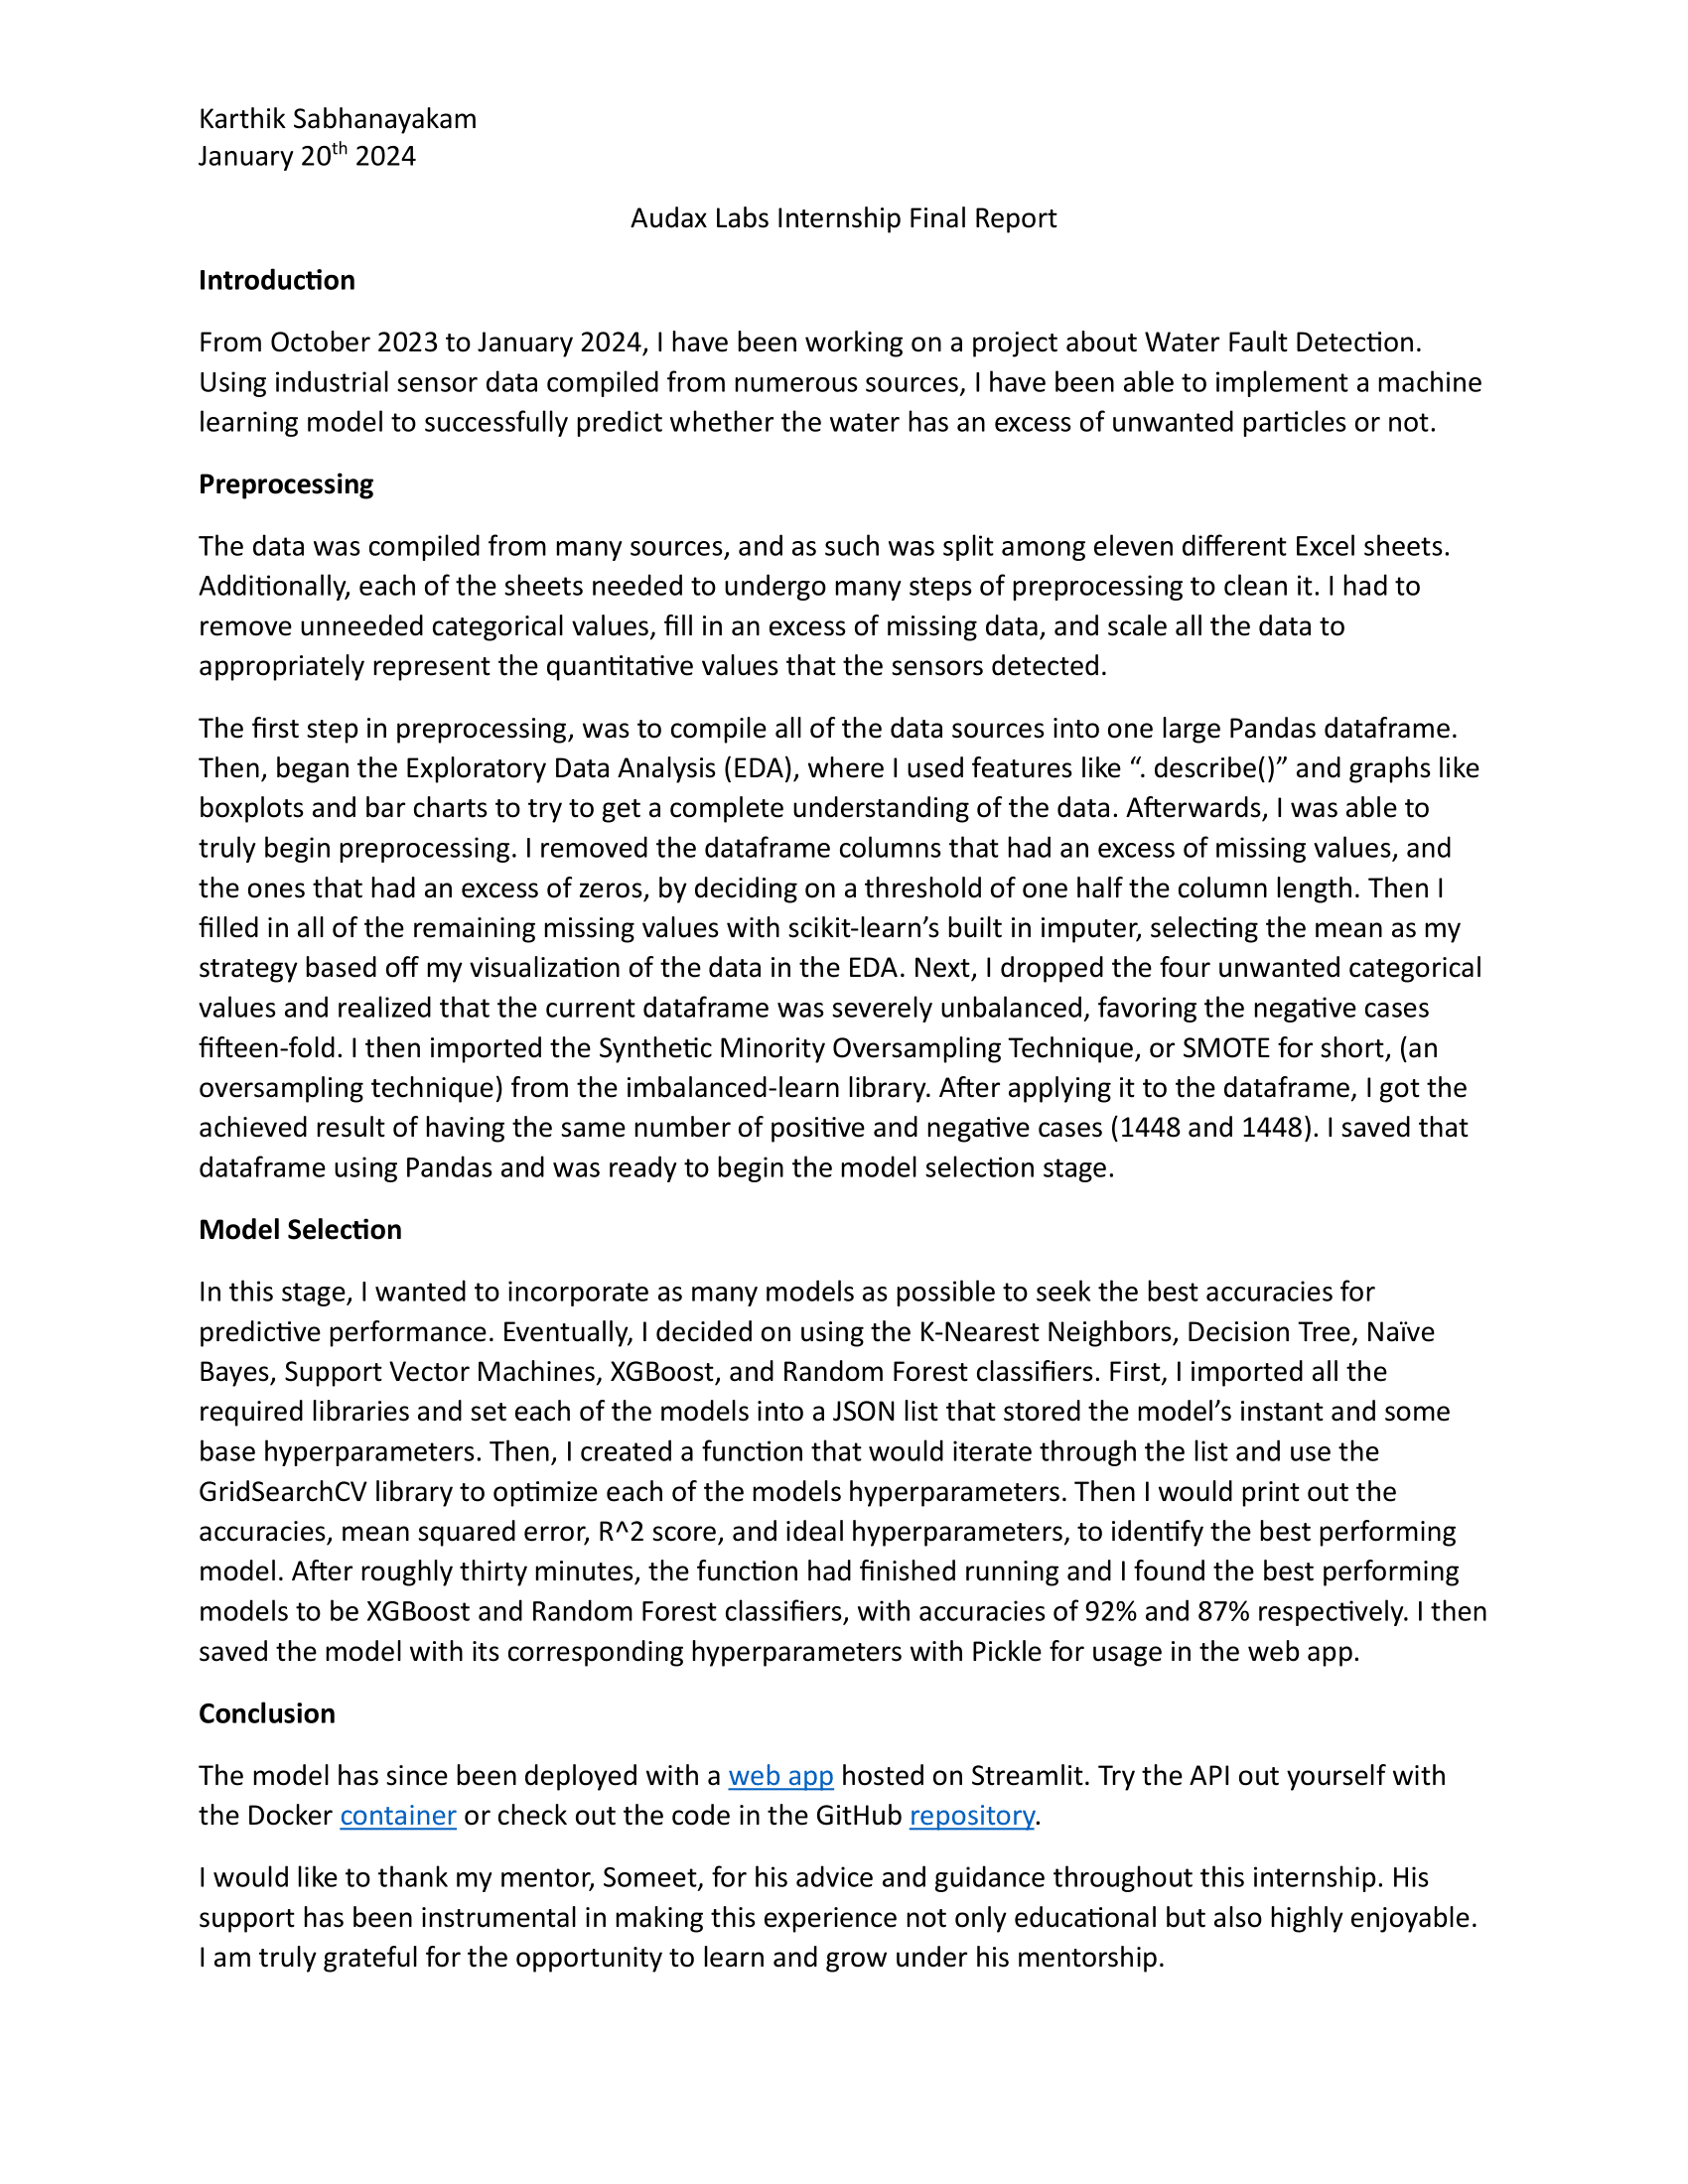 Karthik Sabhanayakam
January 20th 2024
Audax Labs Internship Final Report
Introduction
From October 2023 to January 2024, I have been working on a project about Water Fault Detection.
Using industrial sensor data compiled from numerous sources, I have been able to implement a machine
learning model to successfully predict whether the water has an excess of unwanted particles or not.
Preprocessing
The data was compiled from many sources, and as such was split among eleven different Excel sheets.
Additionally, each of the sheets needed to undergo many steps of preprocessing to clean it. I had to
remove unneeded categorical values, fill in an excess of missing data, and scale all the data to
appropriately represent the quantitative values that the sensors detected.
The first step in preprocessing, was to compile all of the data sources into one large Pandas dataframe.
Then, began the Exploratory Data Analysis (EDA), where I used features like “. describe()” and graphs like
boxplots and bar charts to try to get a complete understanding of the data. Afterwards, I was able to
truly begin preprocessing. I removed the dataframe columns that had an excess of missing values, and
the ones that had an excess of zeros, by deciding on a threshold of one half the column length. Then I
filled in all of the remaining missing values with scikit-learn’s built in imputer, selecting the mean as my
strategy based off my visualization of the data in the EDA. Next, I dropped the four unwanted categorical
values and realized that the current dataframe was severely unbalanced, favoring the negative cases
fifteen-fold. I then imported the Synthetic Minority Oversampling Technique, or SMOTE for short, (an
oversampling technique) from the imbalanced-learn library. After applying it to the dataframe, I got the
achieved result of having the same number of positive and negative cases (1448 and 1448). I saved that
dataframe using Pandas and was ready to begin the model selection stage.
Model Selection
In this stage, I wanted to incorporate as many models as possible to seek the best accuracies for
predictive performance. Eventually, I decided on using the K-Nearest Neighbors, Decision Tree, Naïve
Bayes, Support Vector Machines, XGBoost, and Random Forest classifiers. First, I imported all the
required libraries and set each of the models into a JSON list that stored the model’s instant and some
base hyperparameters. Then, I created a function that would iterate through the list and use the
GridSearchCV library to optimize each of the models hyperparameters. Then I would print out the
accuracies, mean squared error, R^2 score, and ideal hyperparameters, to identify the best performing
model. After roughly thirty minutes, the function had finished running and I found the best performing
models to be XGBoost and Random Forest classifiers, with accuracies of 92% and 87% respectively. I then
saved the model with its corresponding hyperparameters with Pickle for usage in the web app.
Conclusion
The model has since been deployed with a web app hosted on Streamlit. Try the API out yourself with
the Docker container or check out the code in the GitHub repository.
I would like to thank my mentor, Someet, for his advice and guidance throughout this internship. His
support has been instrumental in making this experience not only educational but also highly enjoyable.
I am truly grateful for the opportunity to learn and grow under his mentorship.